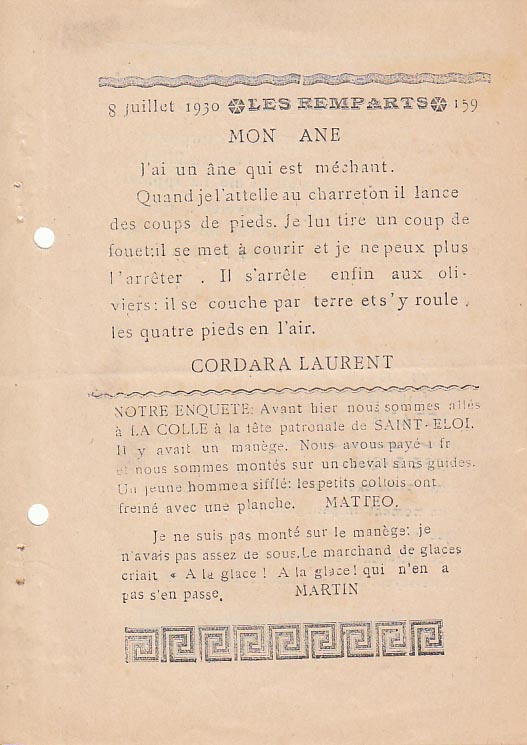 8 juillet 1930 LES REMPARTS 159
MON ANE
J'ai un âne qui est méchant.
Quand je l'attelle au charreton il lance
des coups de pieds. Je lui tire un coup de
fouet:il se met à courir et je ne peux plus
l'arrêter . Il s'arrête enfin aux oli-
viers: il se couche par terre et s'y roule ,
les quatre pieds en l'air.
CORDARA LAURENT
NOTRE ENQUETE: Avant hier nous sommes allés
à LA COLLE à la fête patronale de SAINT-ELOI.
Il y avait un manège. Nous avous payé 1 fr
et nous sommes montés sur un cheval sans guides.
Un jeune homme a sifflé: les petits collois ont
freiné avec une planche. MATTEO.
Je ne suis pas monté sur le manège: je
n'avais pas assez de sous.Le marchand de glaces
criait « A la glace ! A la glace! qui n'en a
pas s'en passe. MARTIN